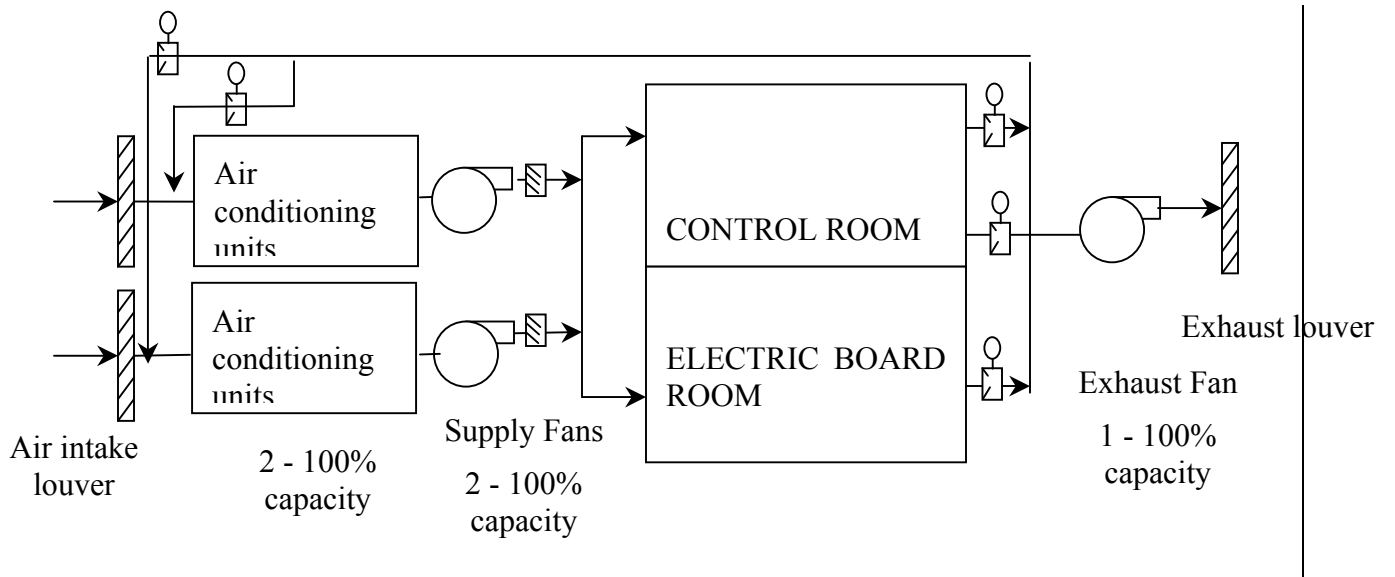 Air
conditioning
units
CONTROL ROOM
Air
conditioning
units
ELECTRIC BOARD
ROOM
Exhaust louver
Air intake
louver
2 - 100%
capacity
Supply Fans
2 - 100%
capacity
Exhaust Fan
1 - 100%
capacity